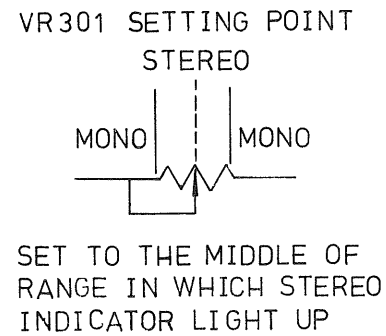 VR301 SETTING POINT
STEREO
MONO MONO
SET TO THE MIDDLE OF
RANGE IN WHICH STEREO
INDICATOR LIGHT UP